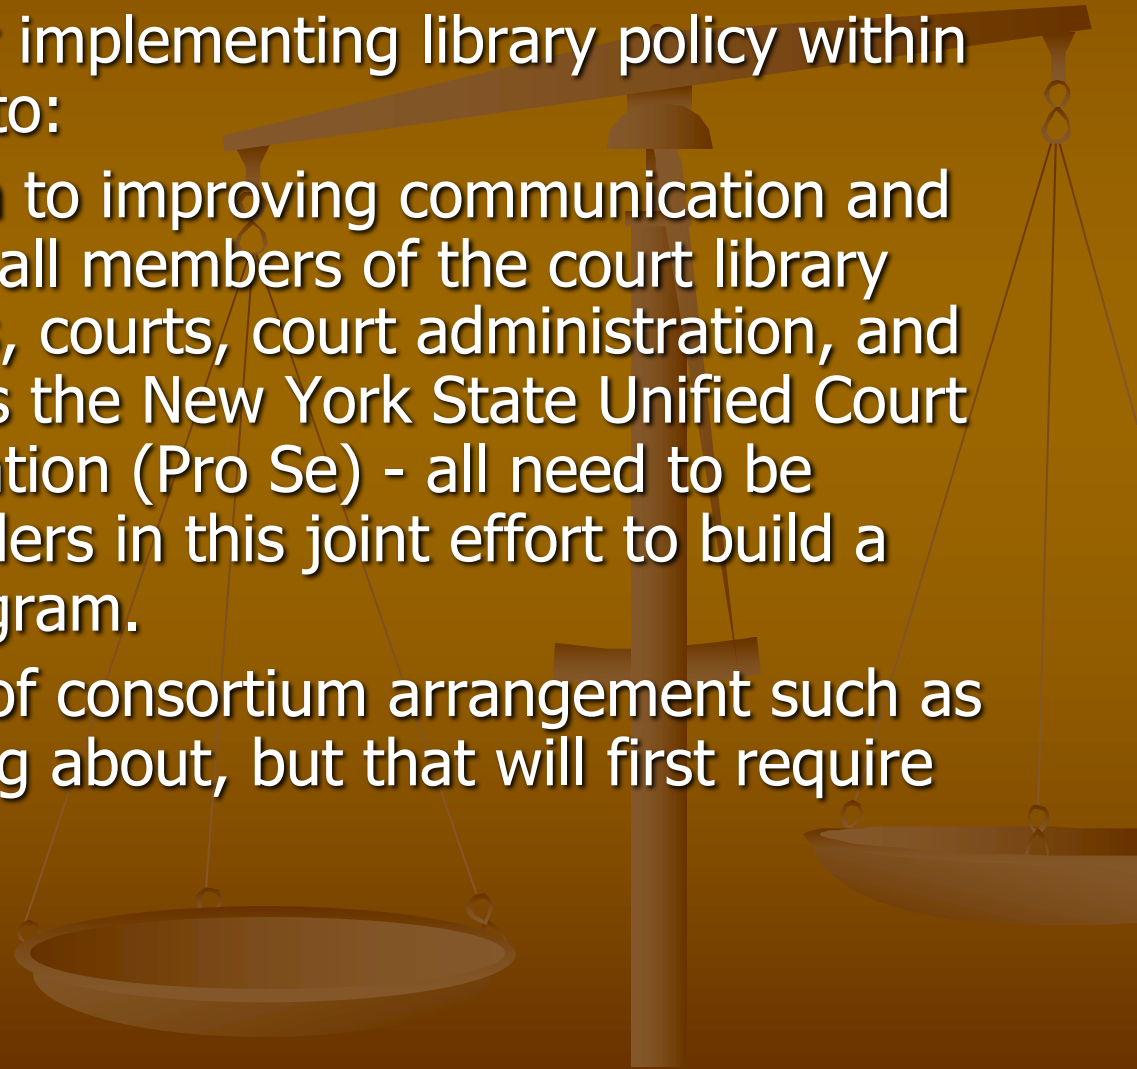 implementing library policy within
to:
to improving communication and
all members of the court library
, courts, court administration, and
s the New York State Unified Court
ation (Pro Se) - all need to be
ders in this joint effort to build a
gram.
of consortium arrangement such as
g about, but that will first require